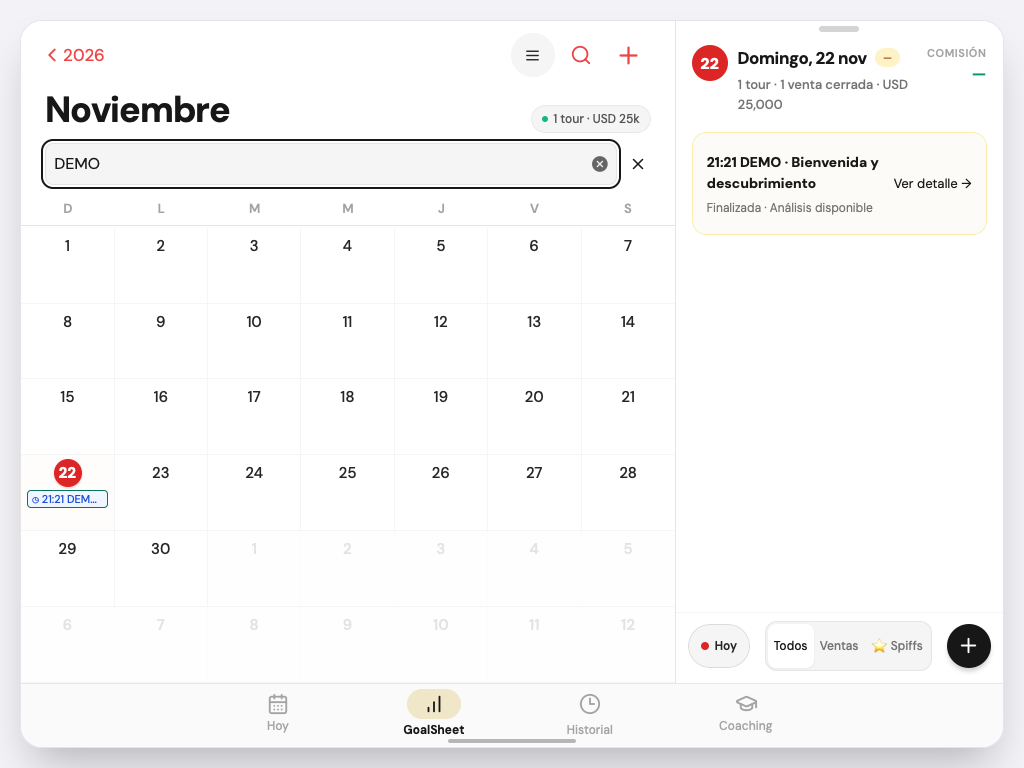 2026
Noviembre
1 tour · USD 25k
DEMO
D L M M J V S
1 2 3 4 5 6 7
8 9 10 11 12 13 14
15 16 17 18 19 20 21
22 23 24 25 26 27 28
21:21 DEM...
29 30 1 2 3 4 5
6 7 8 9 10 11 12
22
Domingo, 22 nov
–
COMISIÓN
—
1 tour · 1 venta cerrada · USD
25,000
21:21 DEMO · Bienvenida y
descubrimiento
Ver detalle →
Finalizada · Análisis disponible
Hoy
Todos Ventas ⭐ Spiffs
Hoy GoalSheet Historial Coaching